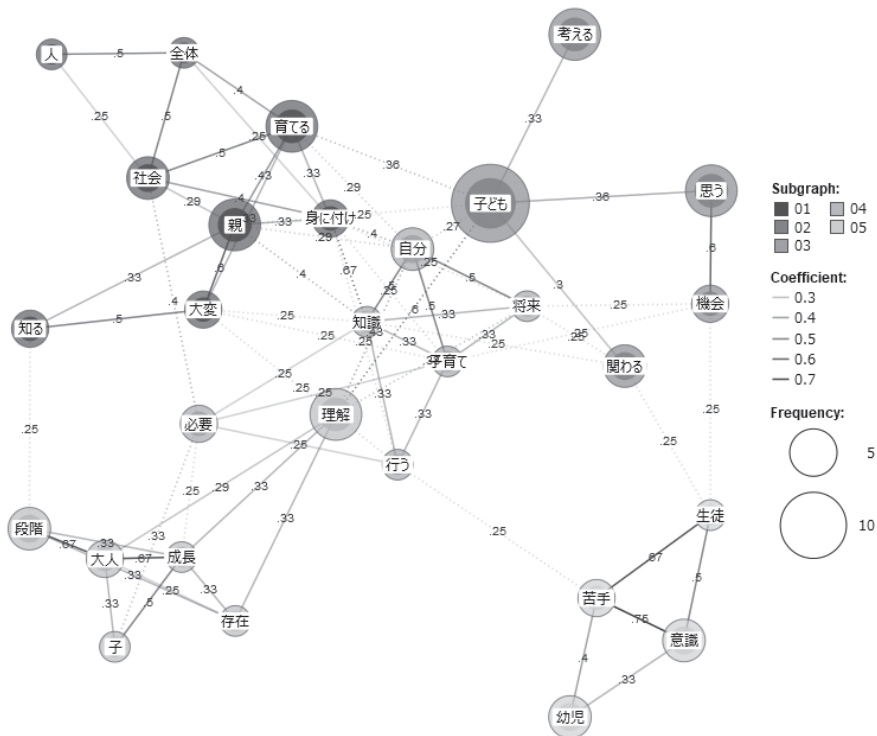 考える
人
.5
全体
.25
.5
.4
.33
育てる
.25
.5
社会
.43
.33
.36
.29
.36
思う
.29
.4
子ども
親
.33
身に付け
.25
.27
.29
.4
自分
.6
.33
.6
.4
.67
.25
.5
.3
知る
.5
大変
.4
.25
知識
.6
.5
.33
将来
.25
機会
.25
.33
.33
.25
.25
子育て
.25
関わる
.25
.25
.25
理解
.33
必要
.25
.25
.25
行う
.25
.29
.33
.25
.33
.25
生徒
段階
.67
.33
大人
.67
成長
.33
.25
.33
.33
.5
存在
子
.67
.5
苦手
.75
意識
.4
.33
幼児
Subgraph:
01 04
02 05
03
Coefficient:
0.3
0.4
0.5
0.6
0.7
Frequency:
5
10